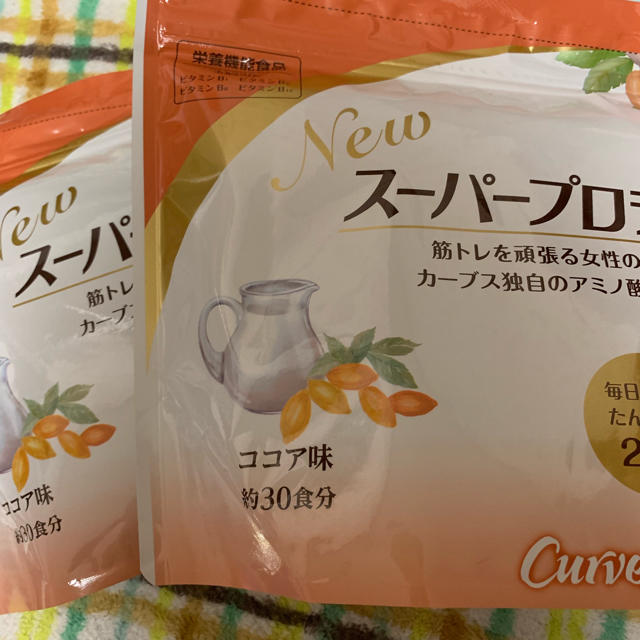 栄養機能食品
New
スーパープロ
筋トレを頑張る女性の
カーブス独自のアミノ酸
毎日
たん
2
ココア味
約30食分
Curve
New
スーパ
筋トレ
カーブ
ココア味
約30食分